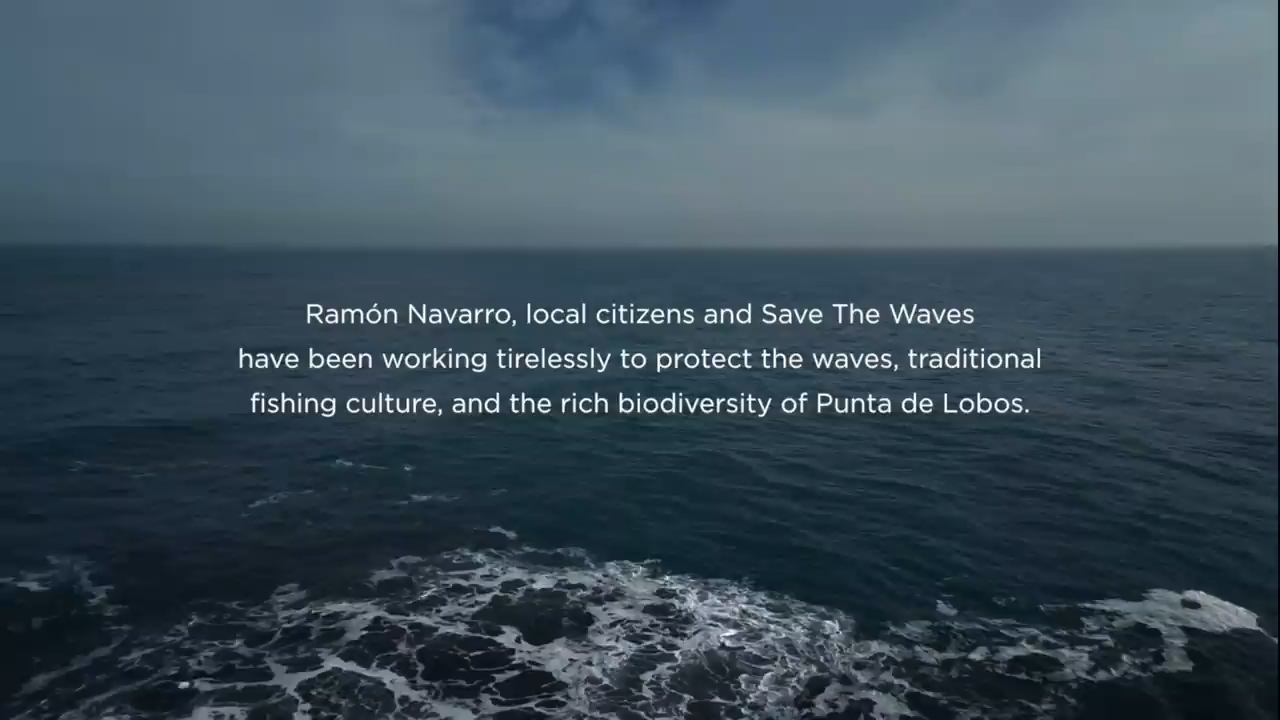 Ramón Navarro, local citizens and Save The Waves
have been working tirelessly to protect the waves, traditional
fishing culture, and the rich biodiversity of Punta de Lobos.